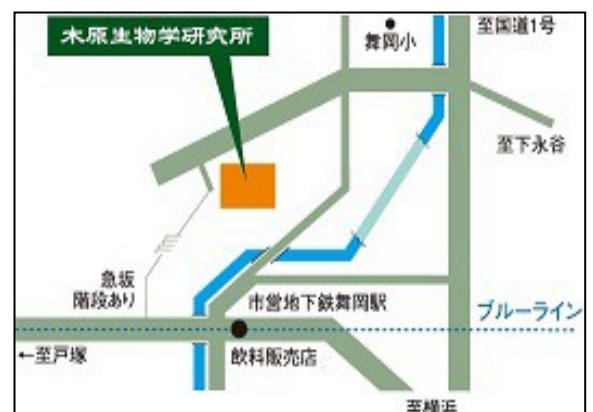 木原生物学研究所
舞岡小
至国道1号
至下永谷
急坂
階段あり
市営地下鉄舞岡駅
ブルーライン
←至戸塚
飲料販売店
至横浜